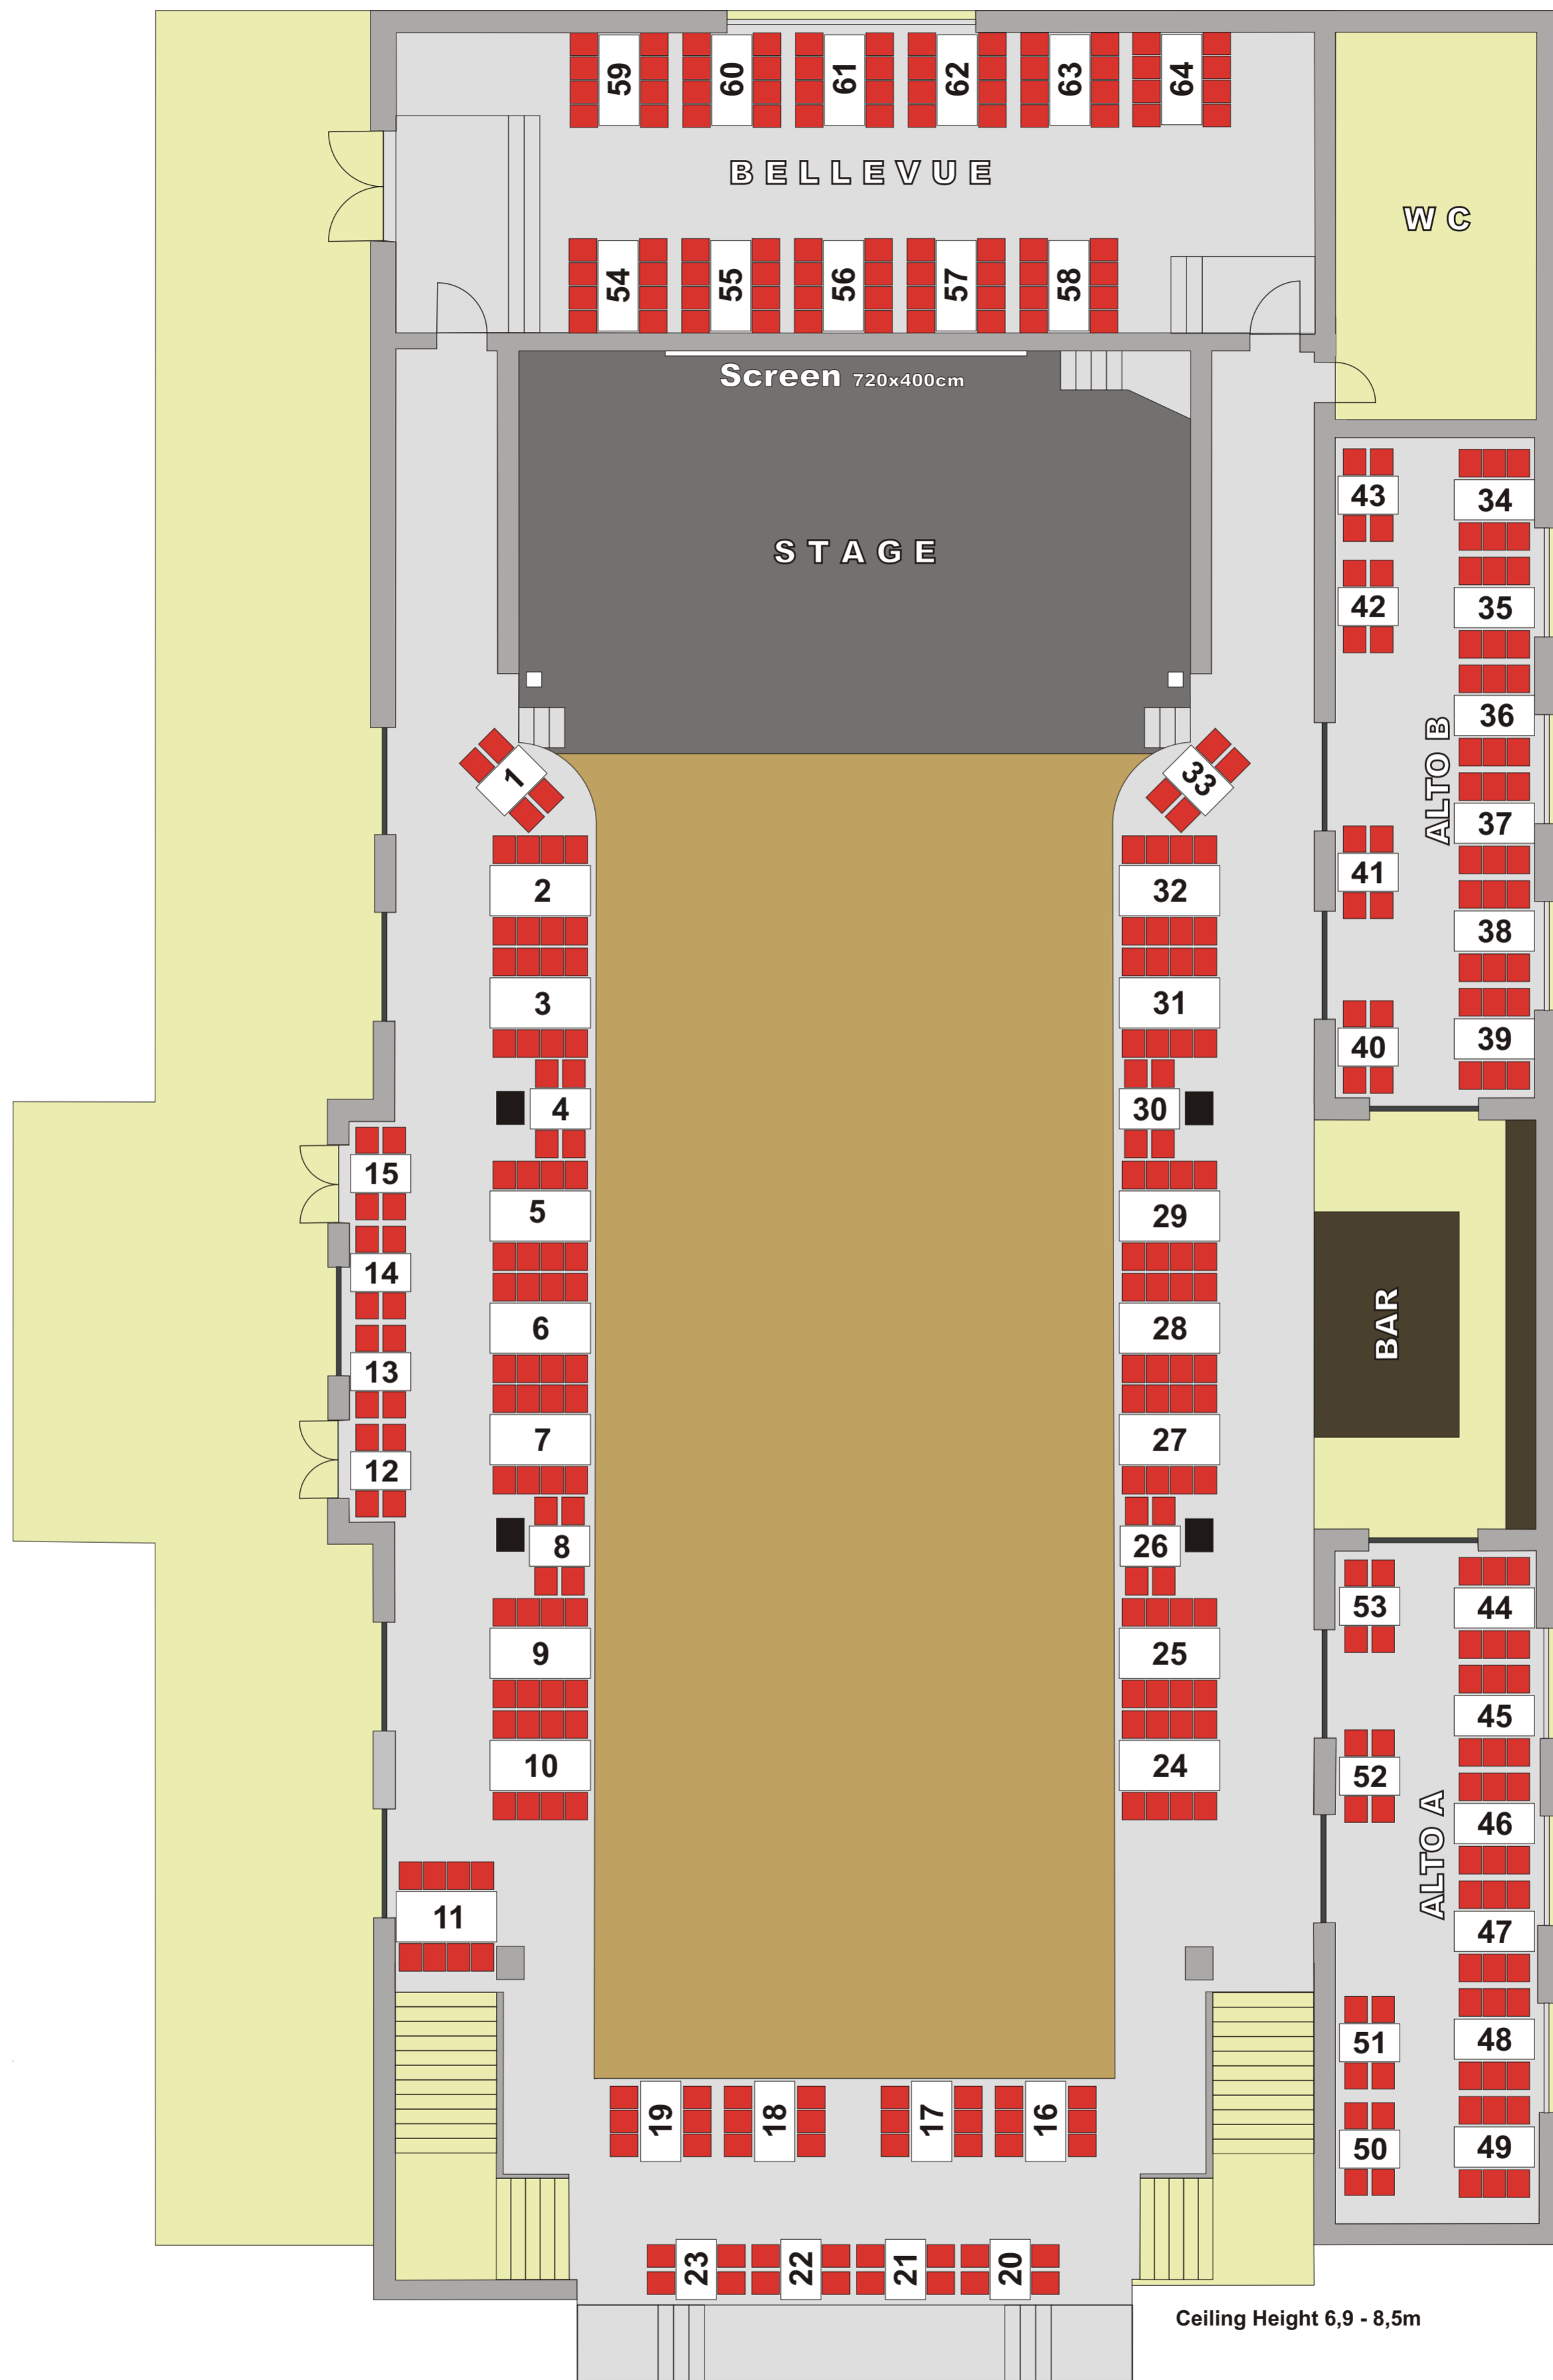 59 60 61 62 63 64
BELLEVUE
WC
54 55 56 57 58
Screen 720x400cm
STAGE
43 34
42 35
36
ALTO B
1 33
37
2 32 41
38
3 31
40 39
4 30
15
5 29
14
6 28 BAR
13
7 27
12
8 26
53 44
9 25
45
10 24 52
46
ALTO A
11
47
51 48
19 18 17 16
50 49
23 22 21 20
Ceiling Height 6,9 - 8,5m